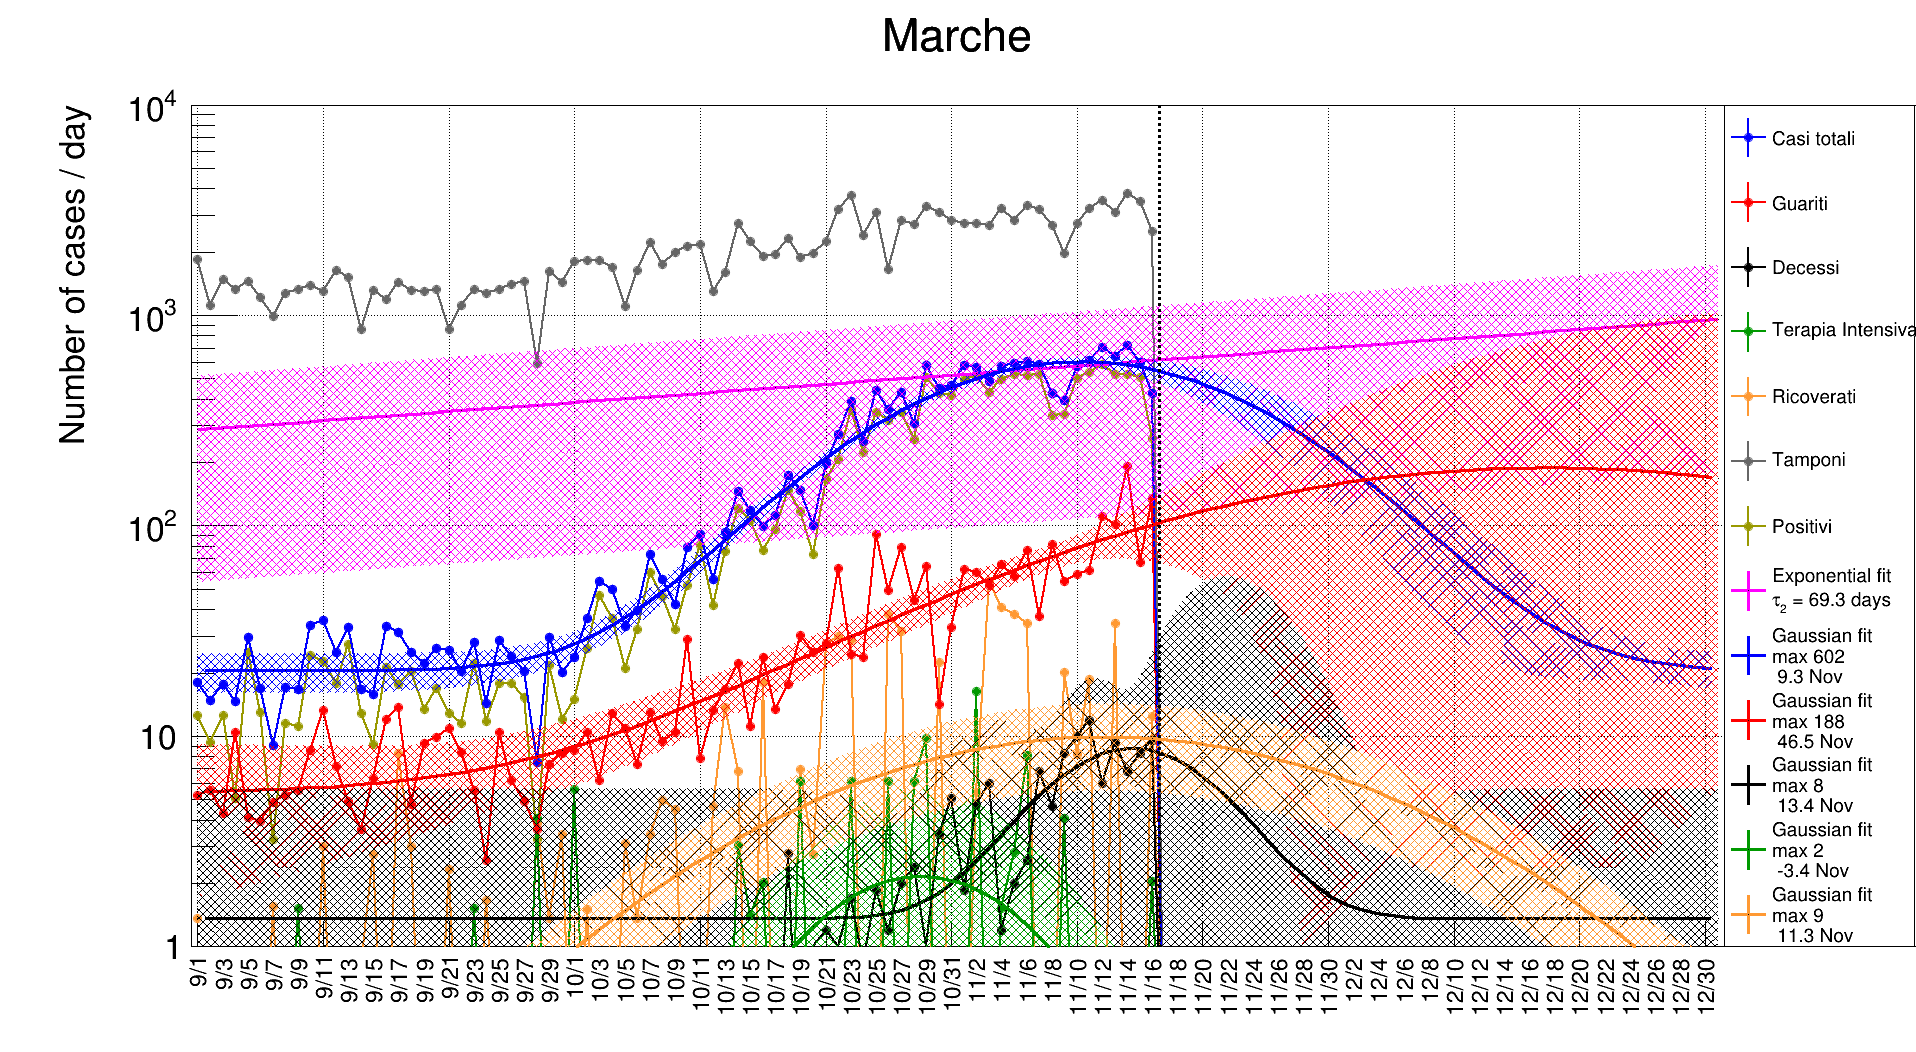 Marche
Number of cases / day
10^4
10^3
10^2
10
1
9/1
9/3
9/5
9/7
9/9
9/11
9/13
9/15
9/17
9/19
9/21
9/23
9/25
9/27
9/29
10/1
10/3
10/5
10/7
10/9
10/11
10/13
10/15
10/17
10/19
10/21
10/23
10/25
10/27
10/29
10/31
11/2
11/4
11/6
11/8
11/10
11/12
11/14
11/16
11/18
11/20
11/22
11/24
11/26
11/28
11/30
12/2
12/4
12/6
12/8
12/10
12/12
12/14
12/16
12/18
12/20
12/22
12/24
12/26
12/28
12/30
Casi totali
Guariti
Decessi
Terapia Intensiva
Ricoverati
Tamponi
Positivi
Exponential fit
τ2 = 69.3 days
Gaussian fit
max 602
9.3 Nov
Gaussian fit
max 188
46.5 Nov
Gaussian fit
max 8
13.4 Nov
Gaussian fit
max 2
-3.4 Nov
Gaussian fit
max 9
11.3 Nov